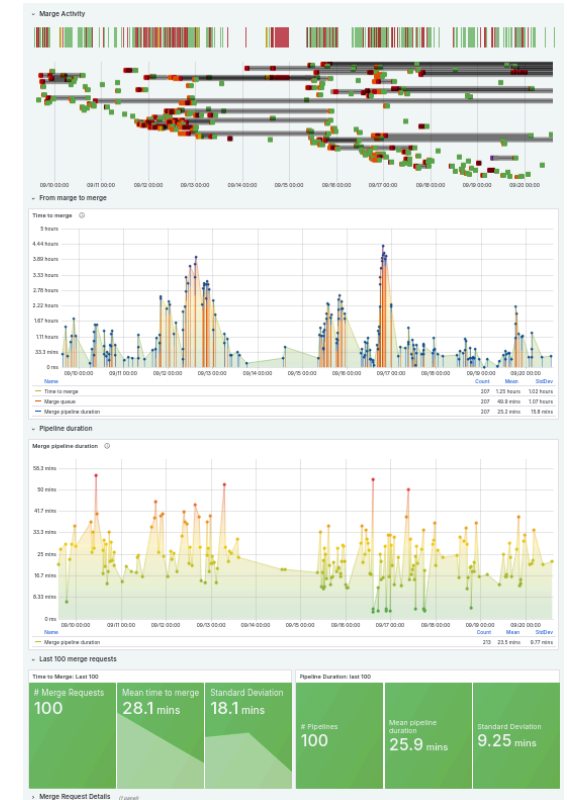 Marge Activity
09/10 00:00 09/11 00:00 09/12 00:00 09/13 00:00 09/14 00:00 09/15 00:00 09/16 00:00 09/17 00:00 09/18 00:00 09/19 00:00 09/20 00:00
From marge to merge
Time to merge
5 hours
4.44 hours
3.89 hours
3.33 hours
2.78 hours
2.22 hours
1.67 hours
1.11 hours
33.3 mins
0 ms
09/10 00:00 09/11 00:00 09/12 00:00 09/13 00:00 09/14 00:00 09/15 00:00 09/16 00:00 09/17 00:00 09/18 00:00 09/19 00:00 09/20 00:00
Name Count Mean StdDev
Time to merge 207 1.25 hours 1.02 hours
Marge queue 207 49.9 mins 1.07 hours
Merge pipeline duration 207 25.2 mins 15.8 mins
Pipeline duration
Merge pipeline duration
58.3 mins
50 mins
41.7 mins
33.3 mins
25 mins
16.7 mins
8.33 mins
0 ms
09/10 00:00 09/11 00:00 09/12 00:00 09/13 00:00 09/14 00:00 09/15 00:00 09/16 00:00 09/17 00:00 09/18 00:00 09/19 00:00 09/20 00:00
Name Count Mean StdDev
Merge pipeline duration 213 23.5 mins 9.77 mins
Last 100 merge requests
Time to Merge: Last 100
# Merge Requests
100
Mean time to merge
28.1 mins
Standard Deviation
18.1 mins
Pipeline Duration: last 100
# Pipelines
100
Mean pipeline
duration
25.9 mins
Standard Deviation
9.25 mins
Merge Request Details (1 panel)